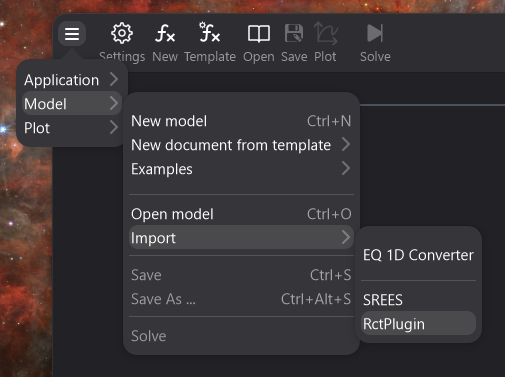 Settings New Template Open Save Plot Solve
Application
Model
Plot
New model Ctrl+N
New document from template
Examples
Open model Ctrl+O
Import
Save Ctrl+S
Save As ... Ctrl+Alt+S
Solve
EQ 1D Converter
SREES
RctPlugin